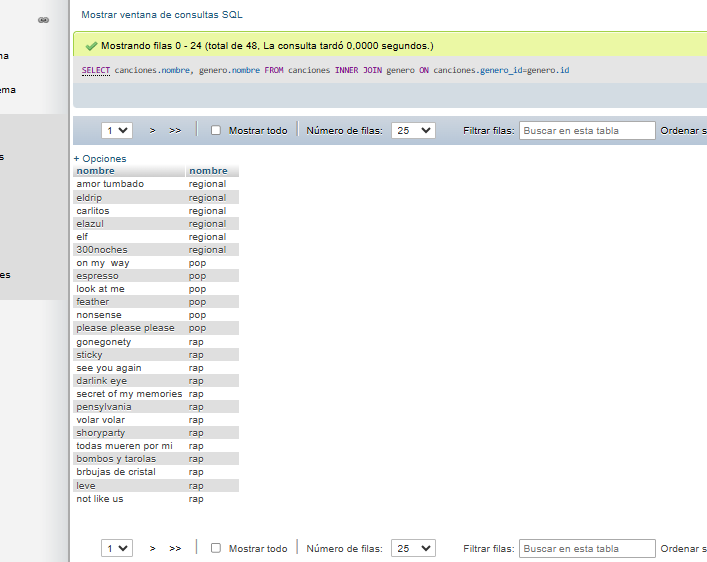 Mostrar ventana de consultas SQL
Mostrando filas 0 - 24 (total de 48, La consulta tardó 0,0000 segundos.)
SELECT canciones.nombre, genero.nombre FROM canciones INNER JOIN genero ON canciones.genero_id=genero.id
na
ema
s
es
1 > >> Mostrar todo Número de filas: 25 Filtrar filas: Buscar en esta tabla Ordenar s
+ Opciones
nombre nombre
amor tumbado regional
eldrip regional
carlitos regional
elazul regional
elf regional
300noches regional
on my way pop
espresso pop
look at me pop
feather pop
nonsense pop
please please please pop
gonegonety rap
sticky rap
see you again rap
darlink eye rap
secret of my memories rap
pensylvania rap
volar volar rap
shoryparty rap
todas mueren por mi rap
bombos y tarolas rap
brbujas de cristal rap
leve rap
not like us rap
1 > >> Mostrar todo Número de filas: 25 Filtrar filas: Buscar en esta tabla Ordenar s